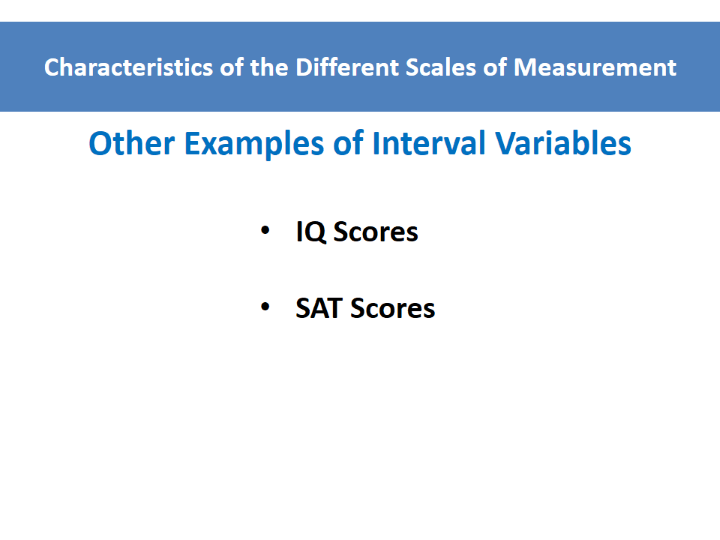 Characteristics of the Different Scales of Measurement
Other Examples of Interval Variables
• IQ Scores
• SAT Scores